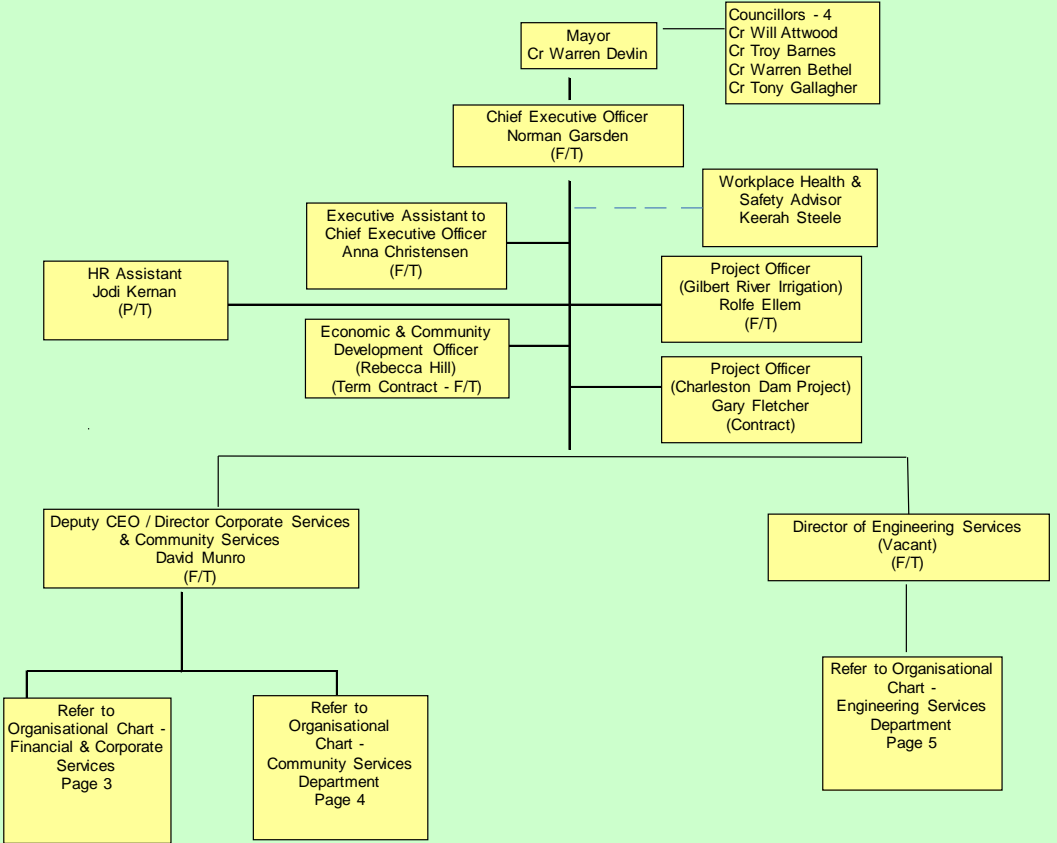 Mayor
Cr Warren Devlin
Councillors - 4
Cr Will Attwood
Cr Troy Barnes
Cr Warren Bethel
Cr Tony Gallagher
Chief Executive Officer
Norman Garsden
(F/T)
Workplace Health &
Safety Advisor
Keerah Steele
Executive Assistant to
Chief Executive Officer
Anna Christensen
(F/T)
HR Assistant
Jodi Kernan
(P/T)
Project Officer
(Gilbert River Irrigation)
Rolfe Ellem
(F/T)
Economic & Community
Development Officer
(Rebecca Hill)
(Term Contract - F/T)
Project Officer
(Charleston Dam Project)
Gary Fletcher
(Contract)
Deputy CEO / Director Corporate Services
& Community Services
David Munro
(F/T)
Director of Engineering Services
(Vacant)
(F/T)
Refer to
Organisational Chart -
Financial & Corporate
Services
Page 3
Refer to
Organisational
Chart -
Community Services
Department
Page 4
Refer to Organisational
Chart -
Engineering Services
Department
Page 5